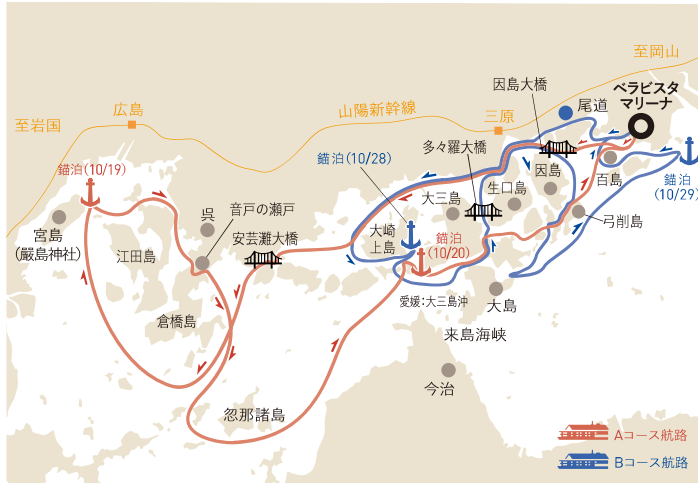 至岡山
因島大橋
ベラビスタ
マリーナ
尾道
山陽新幹線
三原
広島
至岩国
多々羅大橋
錨泊(10/28)
錨泊(10/19)
因島
百島
錨泊
(10/29)
生口島
大三島
音戸の瀬戸
呉
安芸灘大橋
大崎
上島
錨泊
(10/20)
弓削島
宮島
(厳島神社)
江田島
愛媛:大三島沖
大島
倉橋島
来島海峡
今治
忽那諸島
Aコース航路
Bコース航路